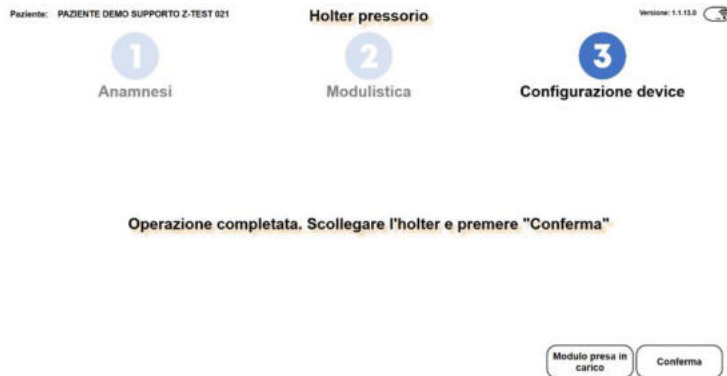 Paziente: PAZIENTE DEMO SUPPORTO Z-TEST 021
Holter pressorio
Versione: 1.1.13.0
1
2
3
Anamnesi
Modulistica
Configurazione device
Operazione completata. Scollegare l'holter e premere "Conferma"
Modulo presa in
carico
Conferma